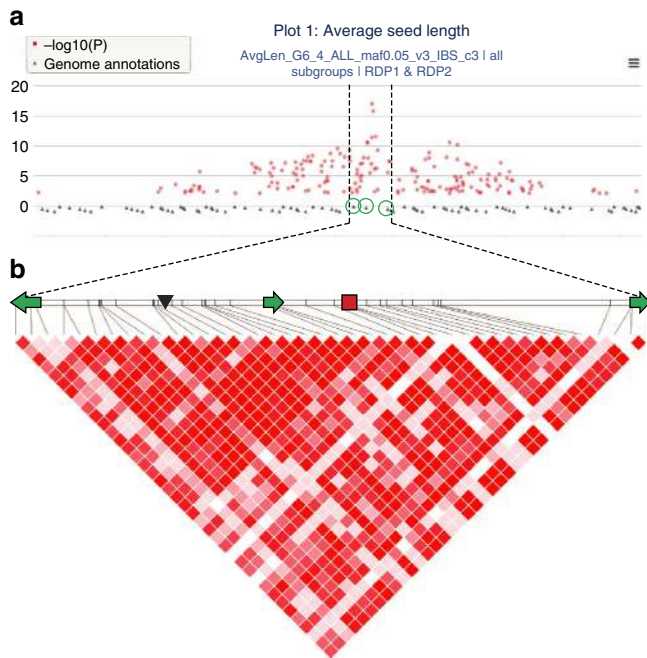 a
Plot 1: Average seed length
–log10(P)
Genome annotations
AvgLen_G6_4_ALL_maf0.05_v3_IBS_c3 | all
subgroups | RDP1 & RDP2
20
15
10
5
0
b